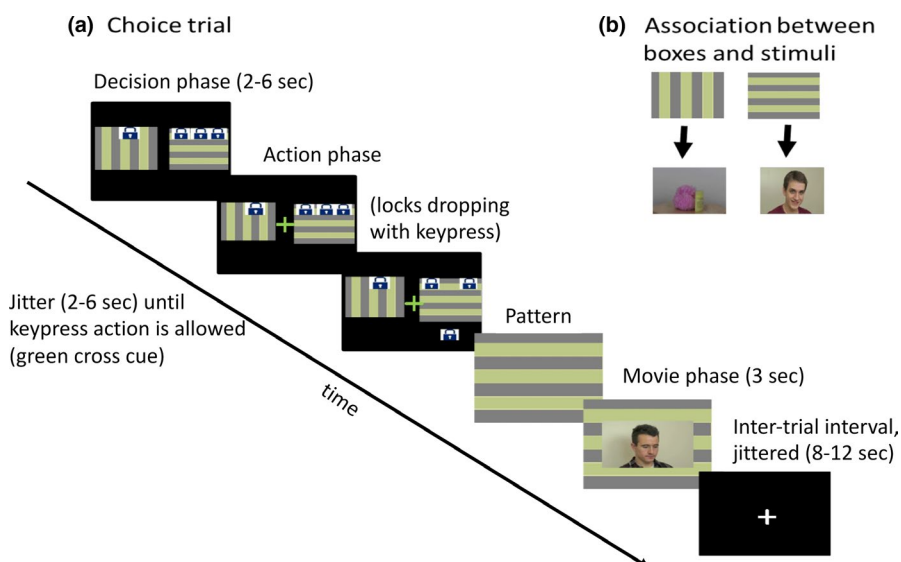 (a) Choice trial
Decision phase (2-6 sec)
Action phase
(locks dropping
with keypress)
Jitter (2-6 sec) until
keypress action is allowed
(green cross cue)
time
Pattern
Movie phase (3 sec)
Inter-trial interval,
jittered (8-12 sec)
(b) Association between
boxes and stimuli